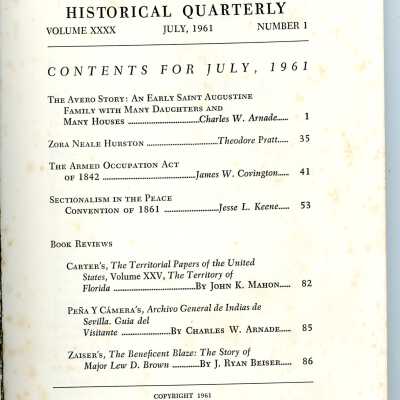 HISTORICAL QUARTERLY
VOLUME XXXX JULY, 1961 NUMBER 1
CONTENTS FOR JULY, 1961
THE AVERO STORY: AN EARLY SAINT AUGUSTINE
FAMILY WITH MANY DAUGHTERS AND
MANY HOUSES ........................Charles W. Arnade..... 1
ZORA NEALE HURSTON ........................Theodore Pratt..... 35
THE ARMED OCCUPATION ACT
OF 1842 ................................James W. Covington..... 41
SECTIONALISM IN THE PEACE
CONVENTION OF 1861 ...................Jesse L. Keene..... 53
BOOK REVIEWS
CARTER'S, The Territorial Papers of the United
States, Volume XXV, The Territory of
Florida ............................BY JOHN K. MAHON..... 82
PEÑA Y CÁMERA'S, Archivo General de Indias de
Sevilla. Guia del
Visitante .................BY CHARLES W. ARNADE..... 85
ZAISER'S, The Beneficent Blaze: The Story of
Major Lew D. Brown .........BY J. RYAN BEISER..... 86
COPYRIGHT 1961